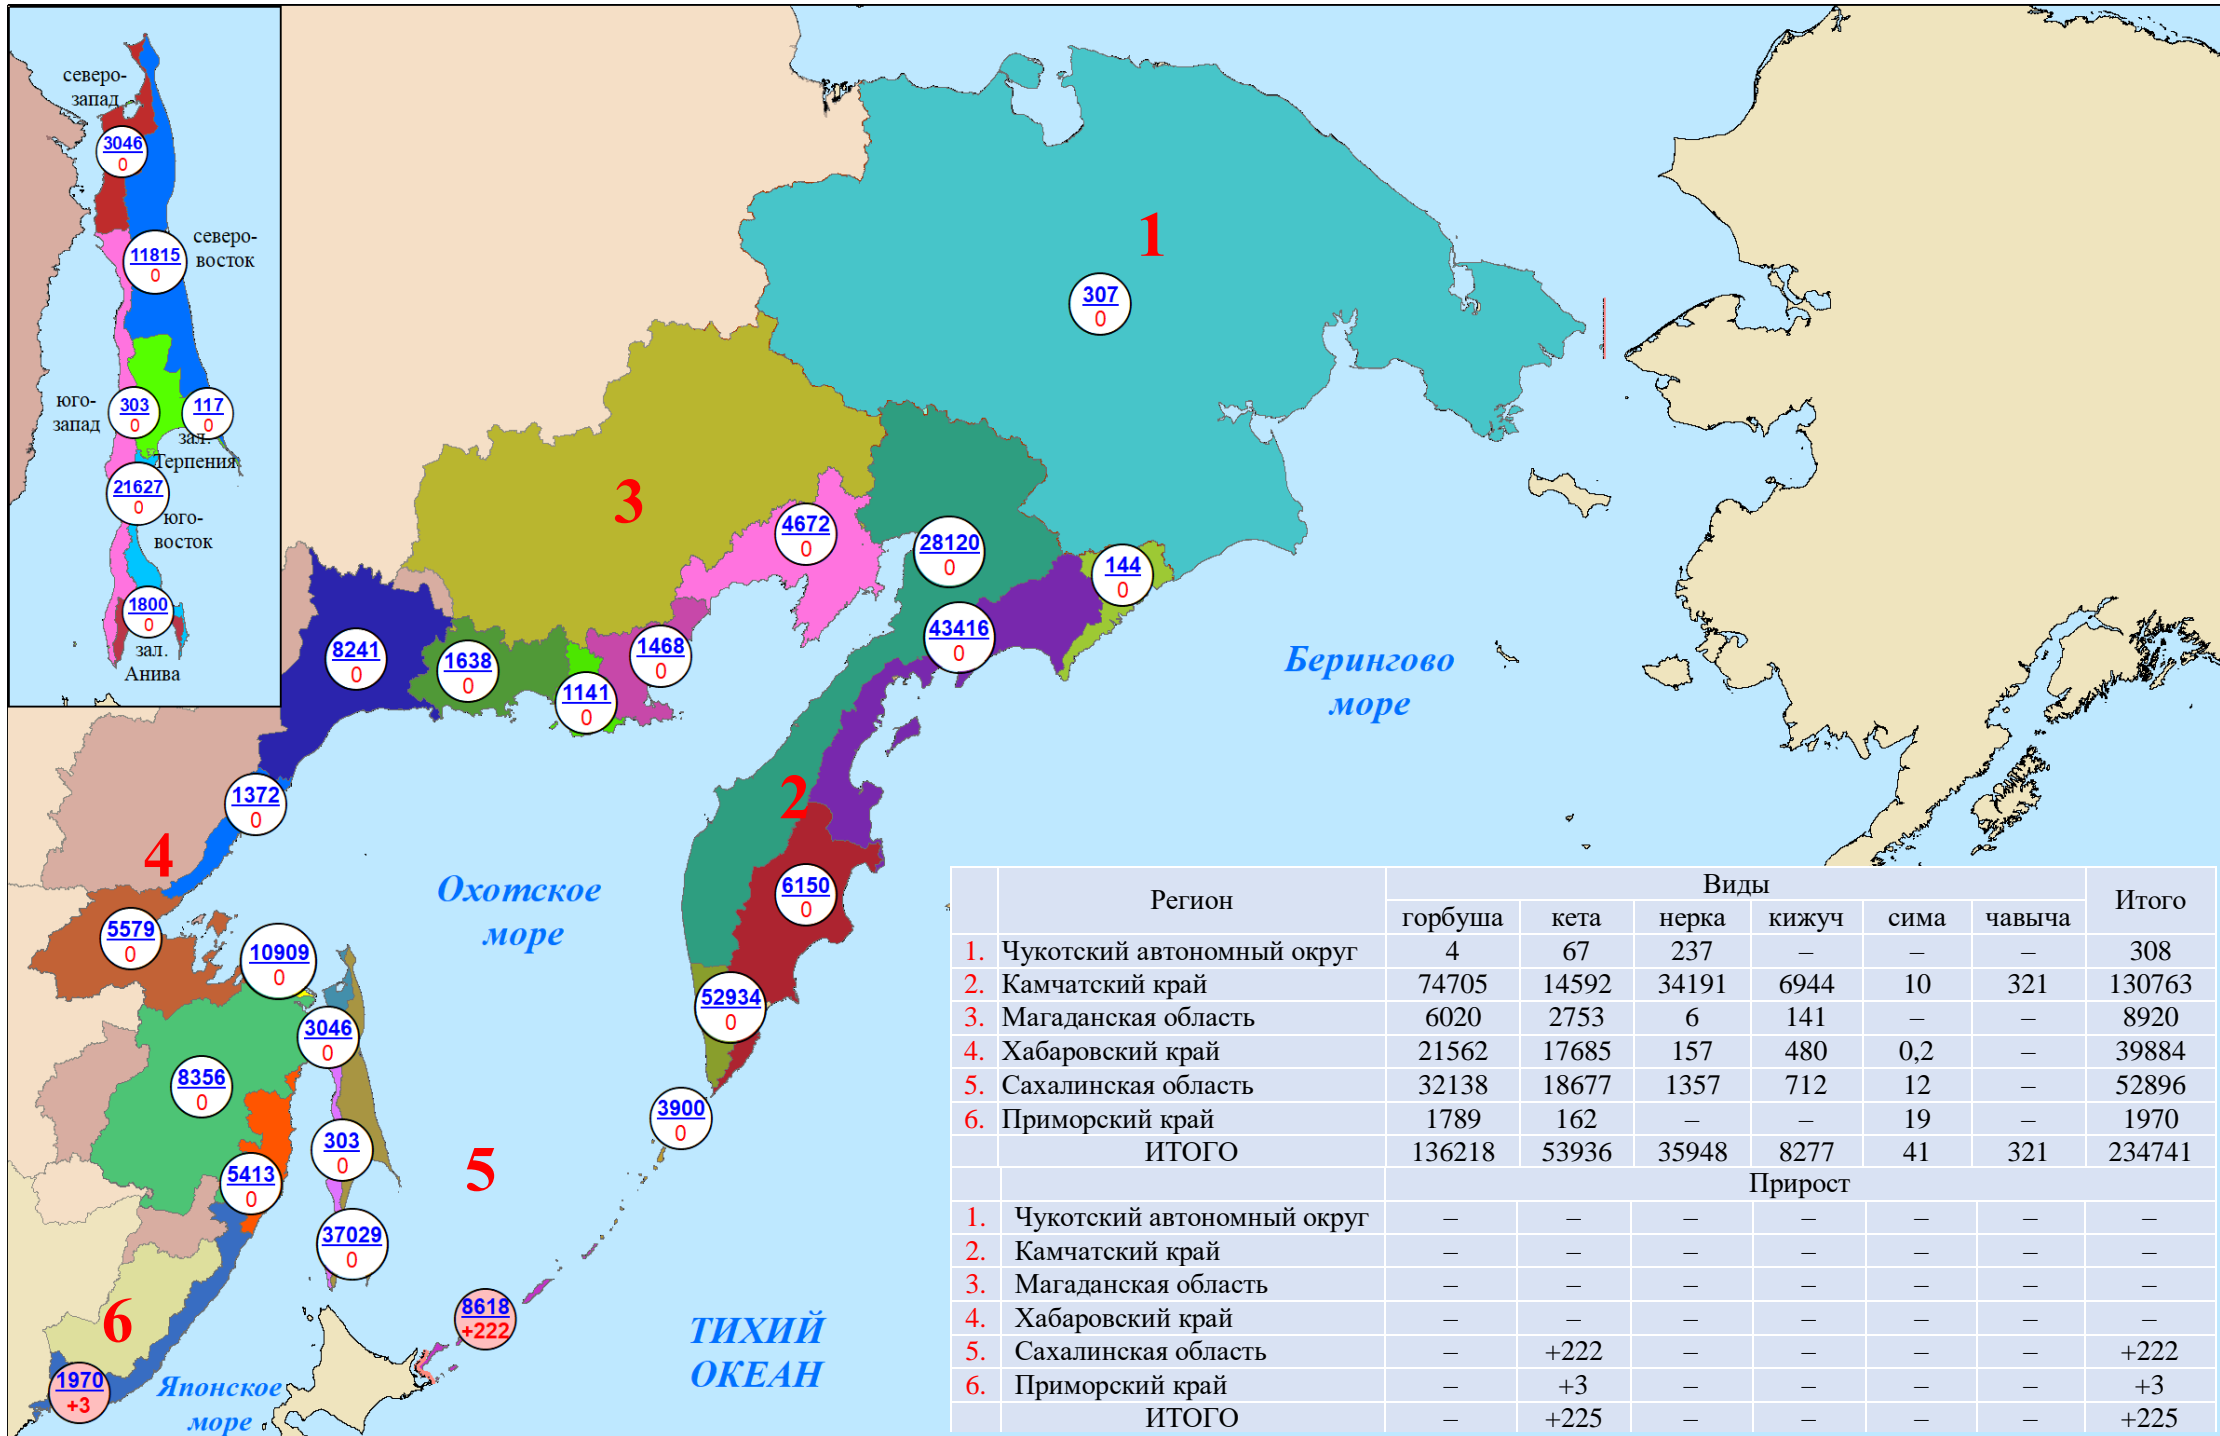 северо-
запад
3046
0
северо-
восток
11815
0
юго-
запад
303
0
117
0
зал.
Терпения
21627
0
юго-
восток
1800
0
зал.
Анива
1
307
0
3
4672
0
28120
0
144
0
43416
0
8241
0
1638
0
1141
0
1468
0
Берингово
море
1372
0
4
2
Охотское
море
6150
0
5579
0
10909
0
3046
0
52934
0
8356
0
3900
0
303
0
5
5413
0
37029
0
6
8618
+222
ТИХИЙ
ОКЕАН
1970
+3
Японское
море
Регион Виды Итого
горбуша кета нерка кижуч сима чавыча
1. Чукотский автономный округ 4 67 237 – – – 308
2. Камчатский край 74705 14592 34191 6944 10 321 130763
3. Магаданская область 6020 2753 6 141 – – 8920
4. Хабаровский край 21562 17685 157 480 0,2 – 39884
5. Сахалинская область 32138 18677 1357 712 12 – 52896
6. Приморский край 1789 162 – – 19 – 1970
ИТОГО 136218 53936 35948 8277 41 321 234741
Прирост
1. Чукотский автономный округ – – – – – – –
2. Камчатский край – – – – – – –
3. Магаданская область – – – – – – –
4. Хабаровский край – – – – – – –
5. Сахалинская область – +222 – – – – +222
6. Приморский край – +3 – – – – +3
ИТОГО – +225 – – – – +225